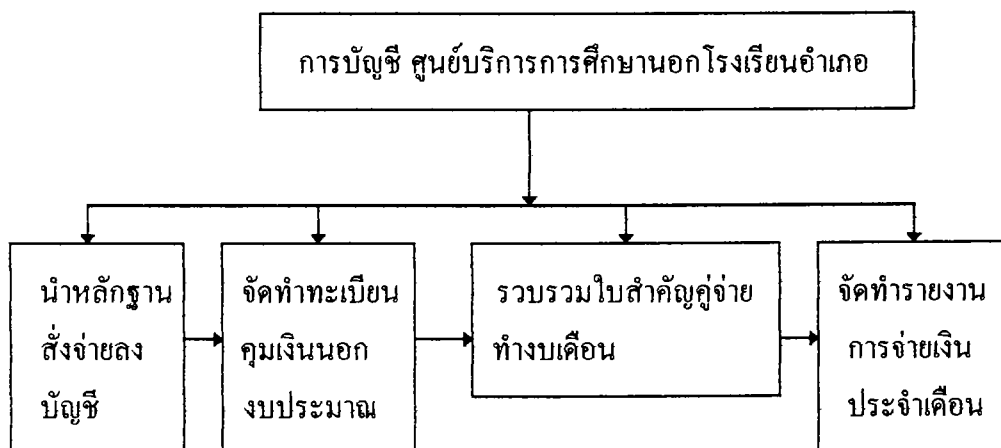 การบัญชี ศูนย์บริการการศึกษานอกโรงเรียนอำเภอ
นำหลักฐาน
สั่งจ่ายลง
บัญชี
จัดทำทะเบียน
คุมเงินนอก
งบประมาณ
รวบรวมใบสำคัญคู่จ่าย
ทำงบเดือน
จัดทำรายงาน
การจ่ายเงิน
ประจำเดือน